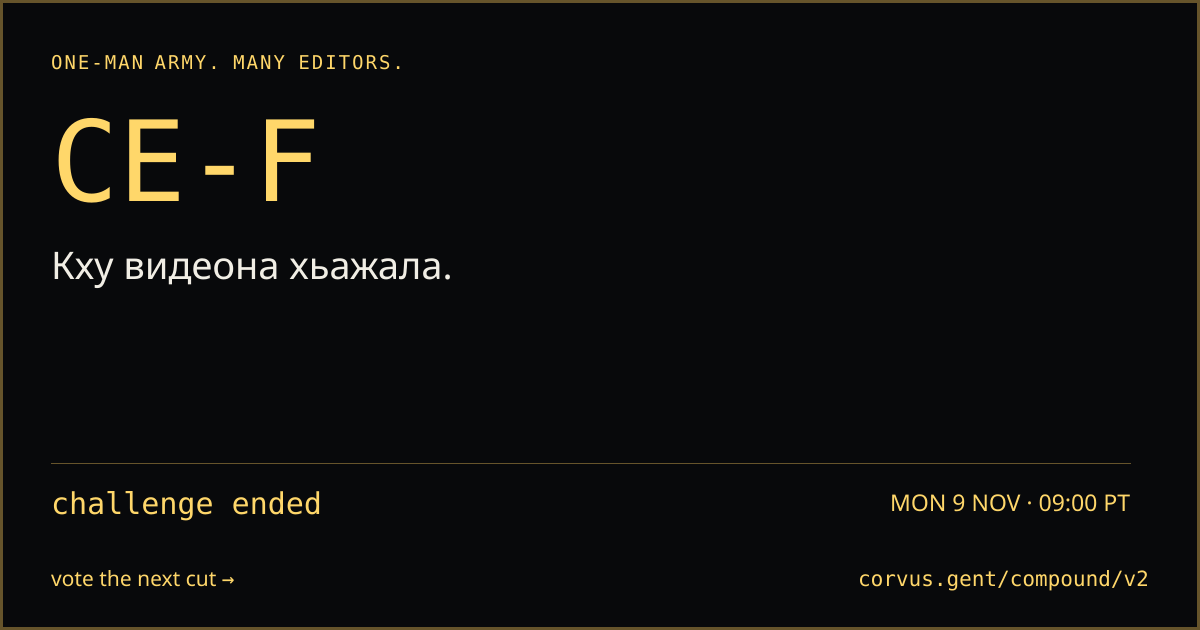 ONE-MAN ARMY. MANY EDITORS.
CE-F
Кху видеона хьажала.
challenge ended
MON 9 NOV · 09:00 PT
vote the next cut →
corvus.gent/compound/v2